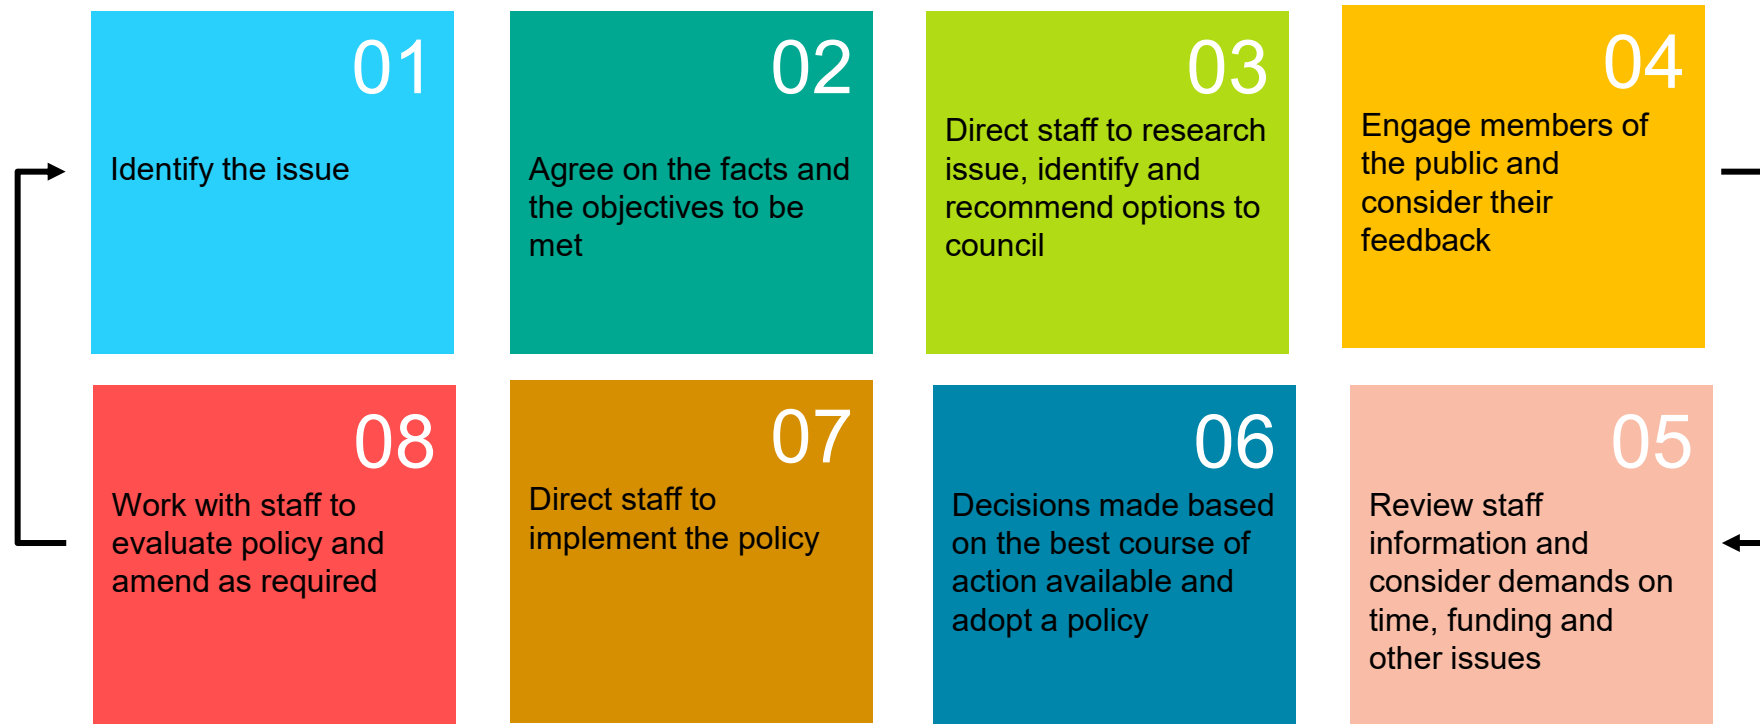 01
Identify the issue
02
Agree on the facts and
the objectives to be
met
03
Direct staff to research
issue, identify and
recommend options to
council
04
Engage members of
the public and
consider their
feedback
05
Review staff
information and
consider demands on
time, funding and
other issues
06
Decisions made based
on the best course of
action available and
adopt a policy
07
Direct staff to
implement the policy
08
Work with staff to
evaluate policy and
amend as required